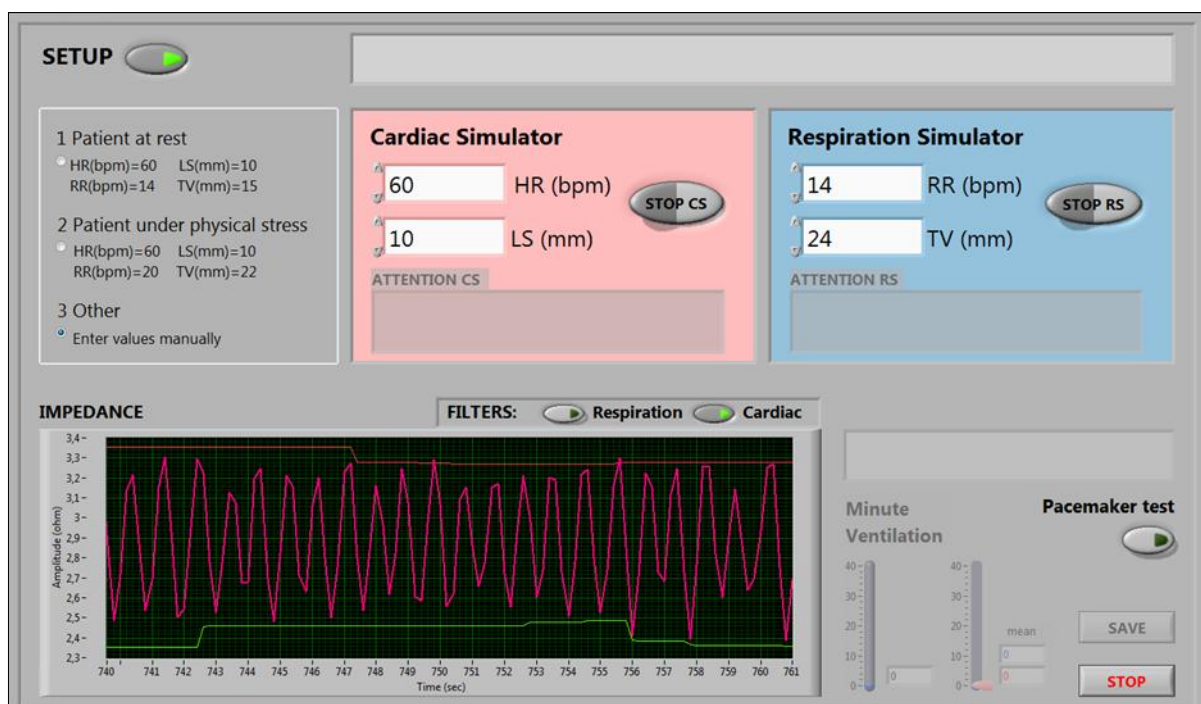 SETUP
1 Patient at rest
HR(bpm)=60 LS(mm)=10
RR(bpm)=14 TV(mm)=15
2 Patient under physical stress
HR(bpm)=60 LS(mm)=10
RR(bpm)=20 TV(mm)=22
3 Other
Enter values manually
Cardiac Simulator
60 HR (bpm)
STOP CS
10 LS (mm)
ATTENTION CS
Respiration Simulator
14 RR (bpm)
STOP RS
24 TV (mm)
ATTENTION RS
IMPEDANCE
FILTERS: Respiration Cardiac
Amplitude (ohm)
3,4
3,3
3,2
3,1
3
2,9
2,8
2,7
2,6
2,5
2,4
2,3
740 741 742 743 744 745 746 747 748 749 750 751 752 753 754 755 756 757 758 759 760 761
Time (sec)
Minute
Ventilation
40
30
20
10
0
0
40
30
20
10
0
mean
0
0
Pacemaker test
SAVE
STOP